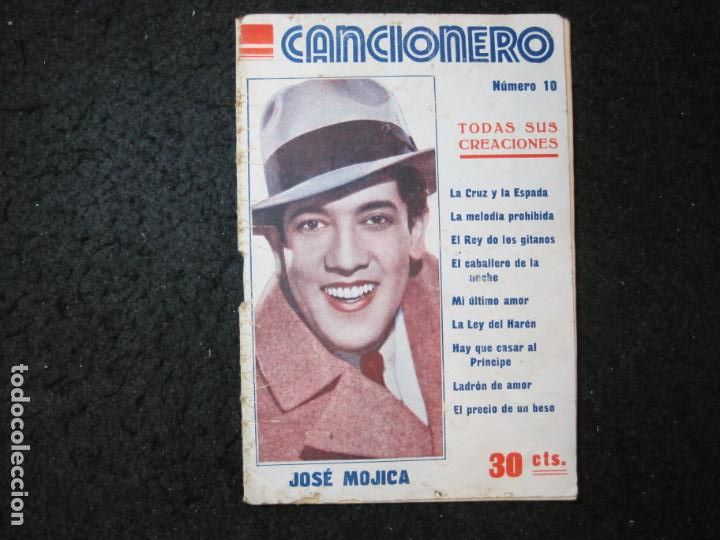 CANCIONERO
Número 10
TODAS SUS
CREACIONES
La Cruz y la Espada
La melodía prohibida
El Rey do los gitanos
El caballero de la
noche
Mi último amor
La Ley del Harén
Hay que casar al
Príncipe
Ladrón de amor
El precio de un beso
30 cts.
JOSÉ MOJICA
todocoleccion